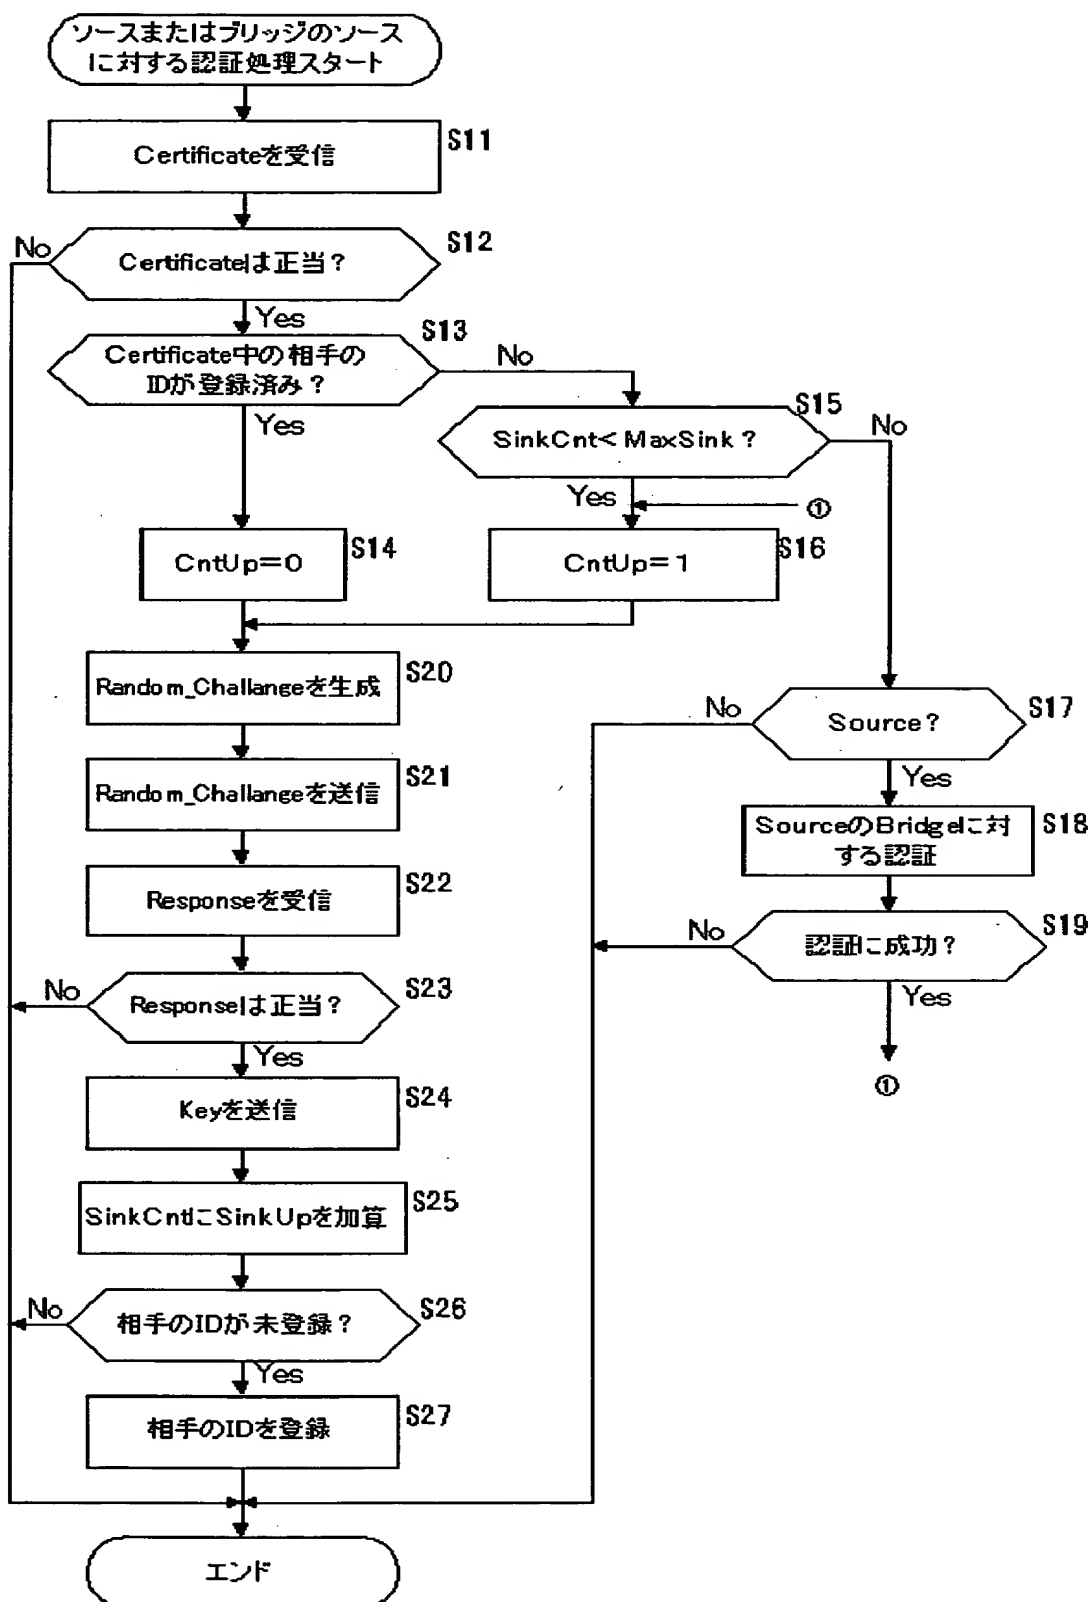 ソースまたはブリッジのソース
に対する認証処理スタート
Certificateを受信
S11
Certificateは正当？
S12
No
Yes
Certificate中の相手の
IDが登録済み？
S13
No
Yes
SinkCnt<MaxSink？
S15
No
Yes
①
CntUp=0
S14
CntUp=1
S16
Random_Challangeを生成
S20
Source？
S17
No
Yes
Random_Challangeを送信
S21
SourceのBridgeに対
する認証
S18
Responseを受信
S22
認証に成功？
S19
No
Yes
①
Responseは正当？
S23
No
Yes
Keyを送信
S24
SinkCntにSinkUpを加算
S25
相手のIDが未登録？
S26
No
Yes
相手のIDを登録
S27
エンド